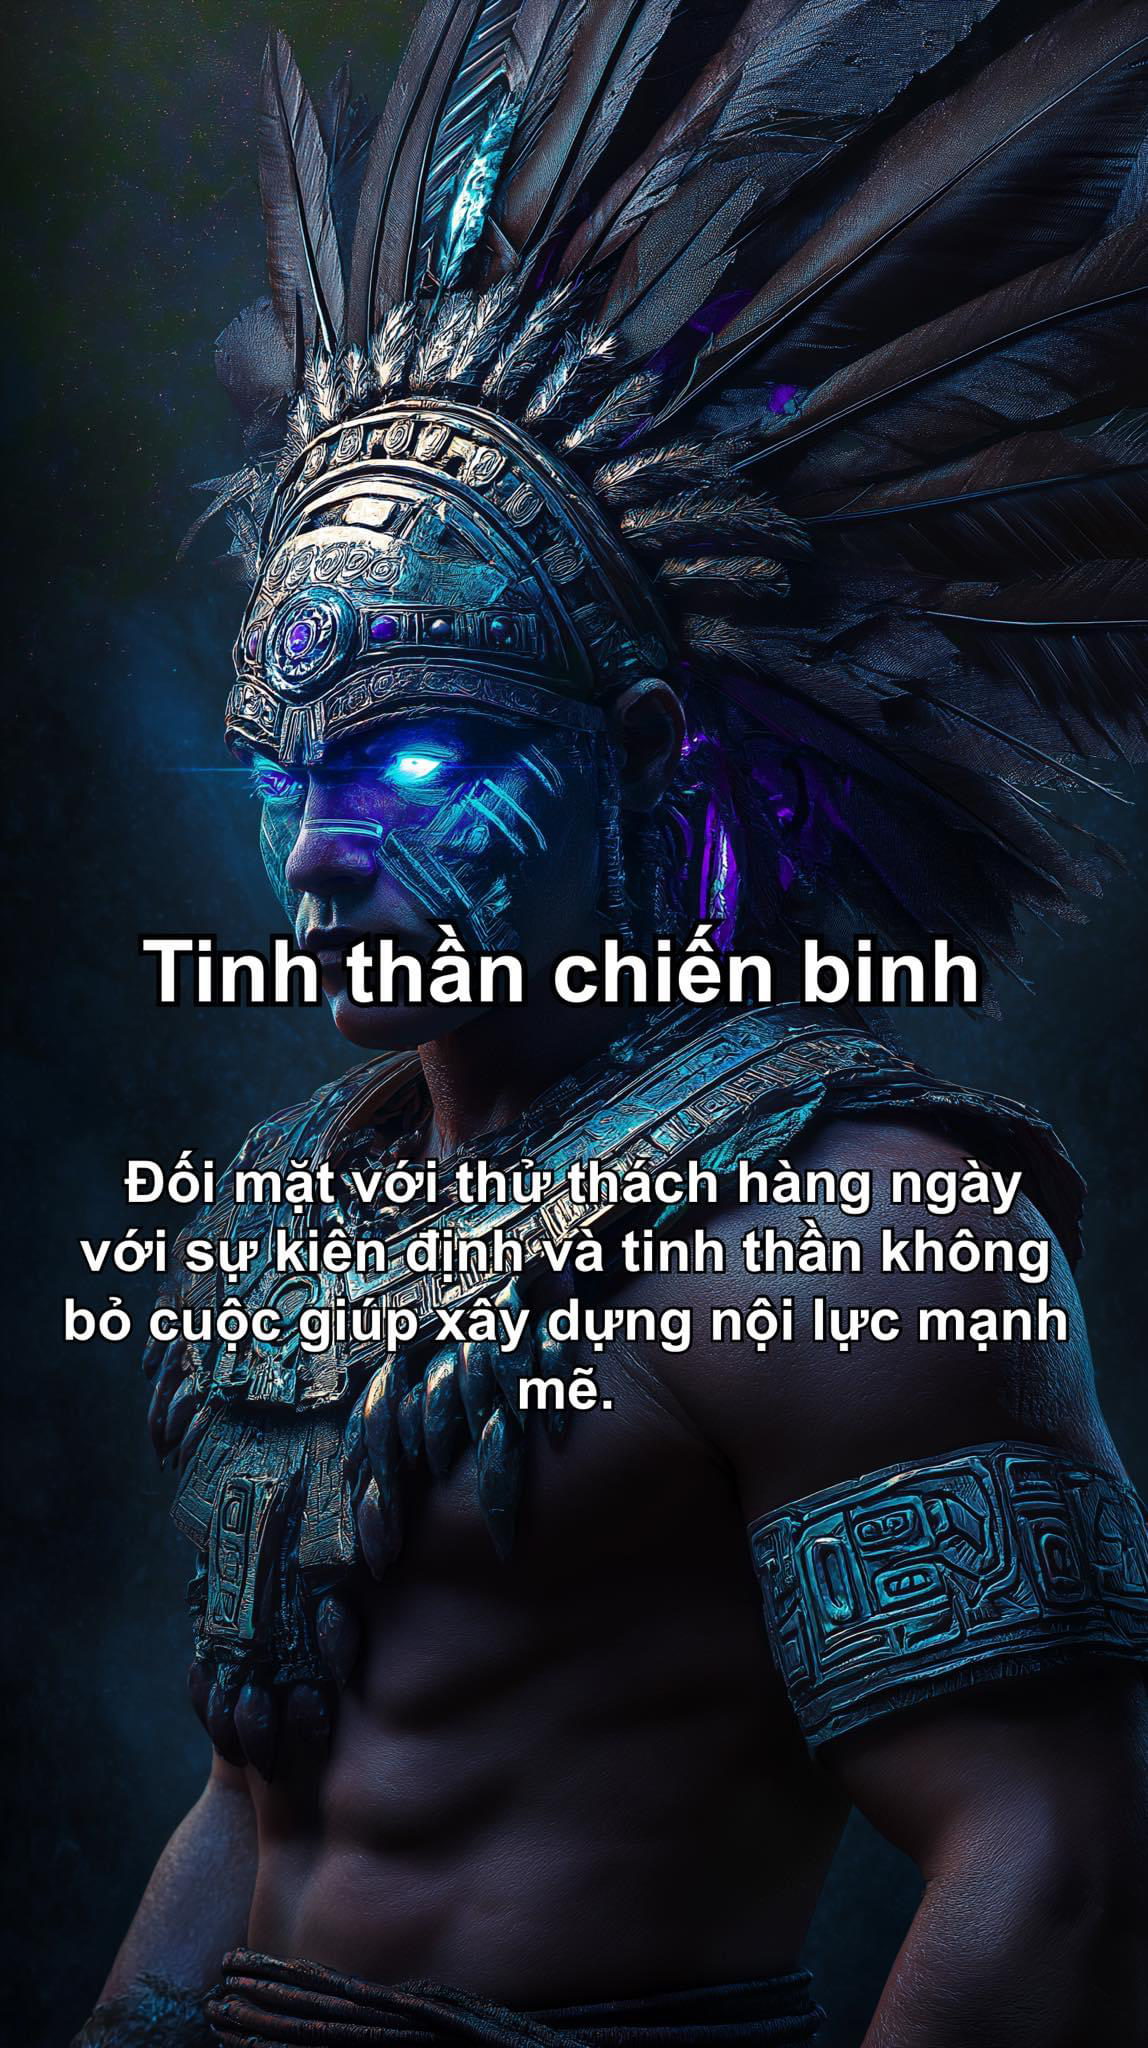 Tinh thần chiến binh
Đối mặt với thử thách hàng ngày
với sự kiên định và tinh thần không
bỏ cuộc giúp xây dựng nội lực mạnh
mẽ.